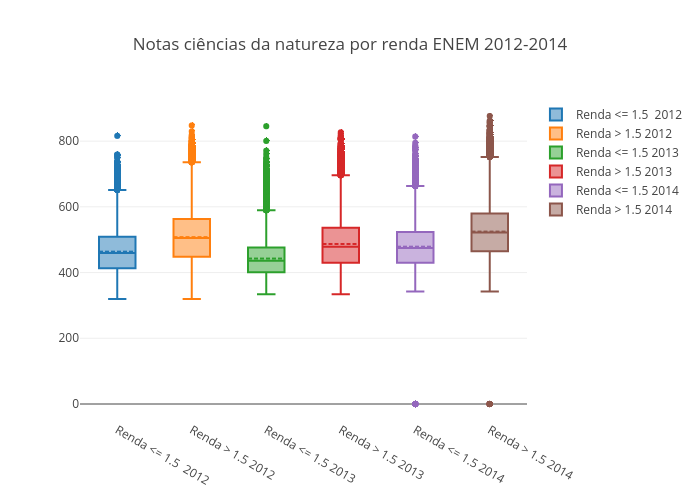 Notas ciências da natureza por renda ENEM 2012-2014
Renda <= 1.5  2012
Renda > 1.5 2012
Renda <= 1.5 2013
Renda > 1.5 2013
Renda <= 1.5 2014
Renda > 1.5 2014
800
600
400
200
0
Renda <= 1.5  2012
Renda > 1.5 2012
Renda <= 1.5 2013
Renda > 1.5 2013
Renda <= 1.5 2014
Renda > 1.5 2014